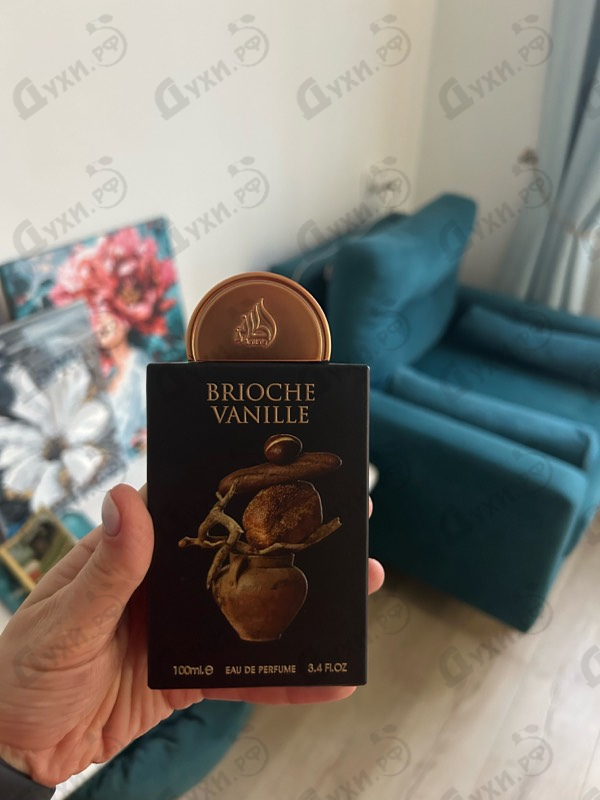 BRIOCHE
VANILLE
100ml.℮ EAU DE PERFUME 3.4 Fl.OZ
Духи.рф